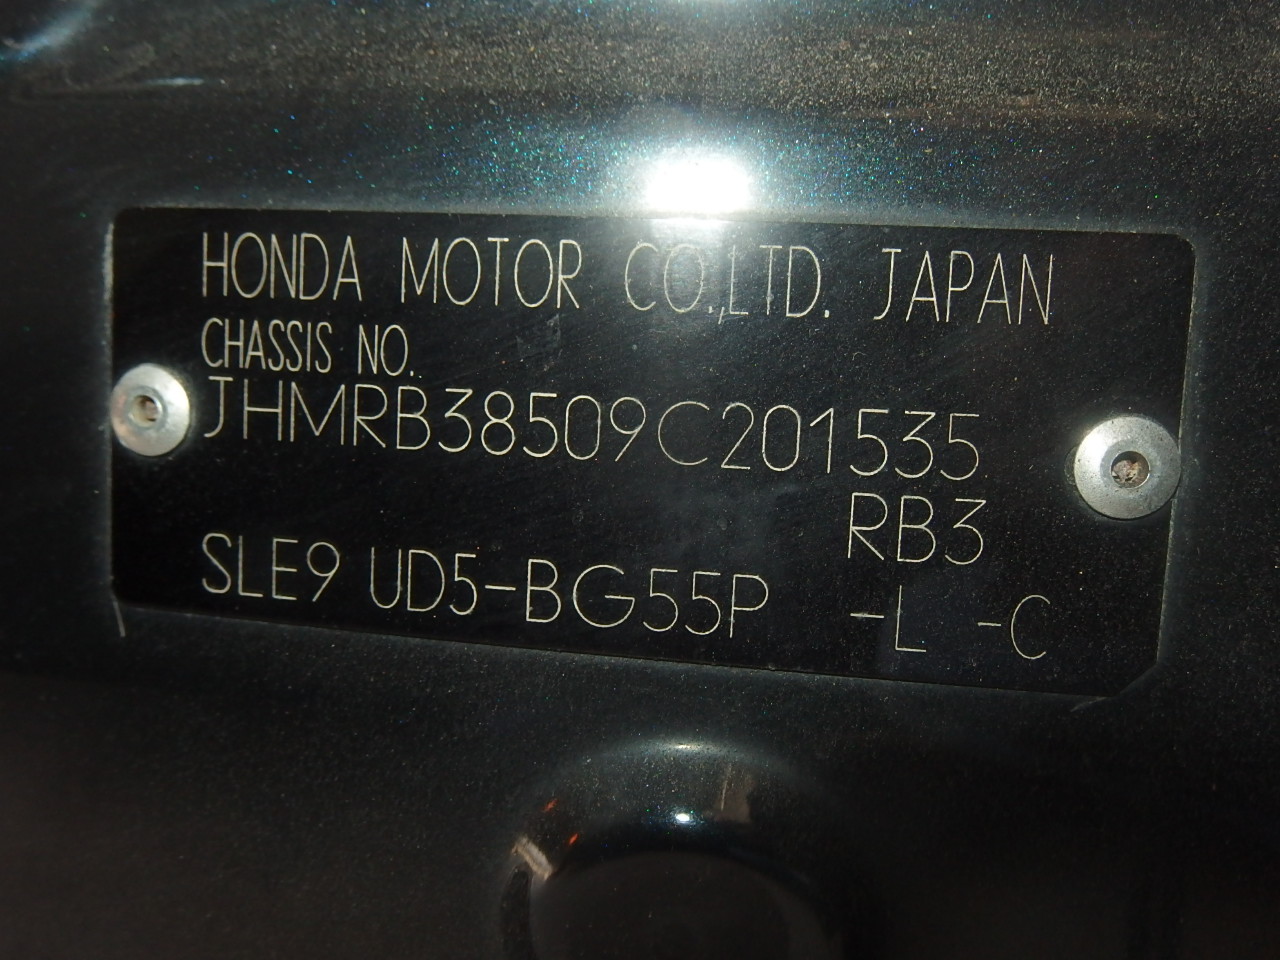 HONDA MOTOR CO.,LTD. JAPAN
CHASSIS NO..
JHMRB38509C201535
RB3
SLE9 UD5-BG55P -L -C